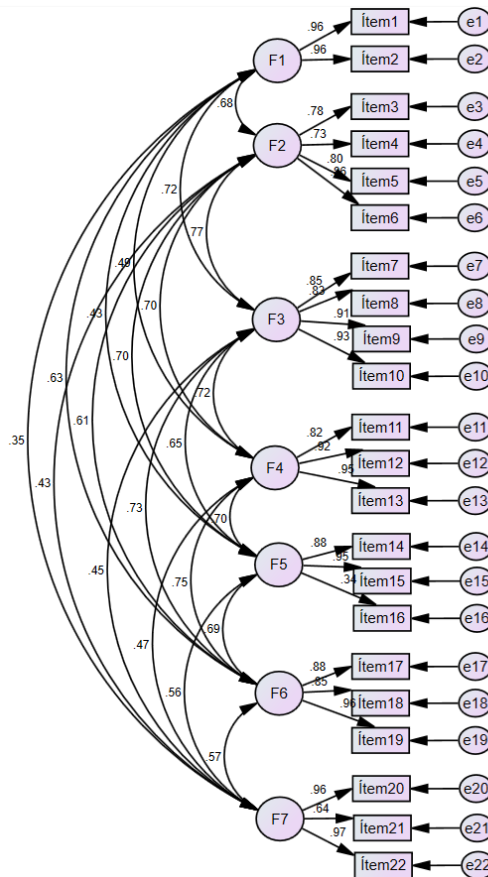 .96 Ítem1 e1
F1 .96 Ítem2 e2
.68 .78 Ítem3 e3
F2 .73 Ítem4 e4
.80 Ítem5 e5
Ítem6 e6
.72 .77 .85 Ítem7 e7
.49 .83 Ítem8 e8
.43 .70 F3 .91 Ítem9 e9
.70 .93 Ítem10 e10
.63 .72 .82 Ítem11 e11
.35 .61 .65 F4 .92 Ítem12 e12
.43 .95 Ítem13 e13
.73 .70 .88 Ítem14 e14
.45 .75 F5 .95 Ítem15 e15
.47 .69 .34 Ítem16 e16
.56 .88 Ítem17 e17
F6 .85 Ítem18 e18
.57 .96 Ítem19 e19
.96 Ítem20 e20
F7 .64 Ítem21 e21
.97 Ítem22 e22